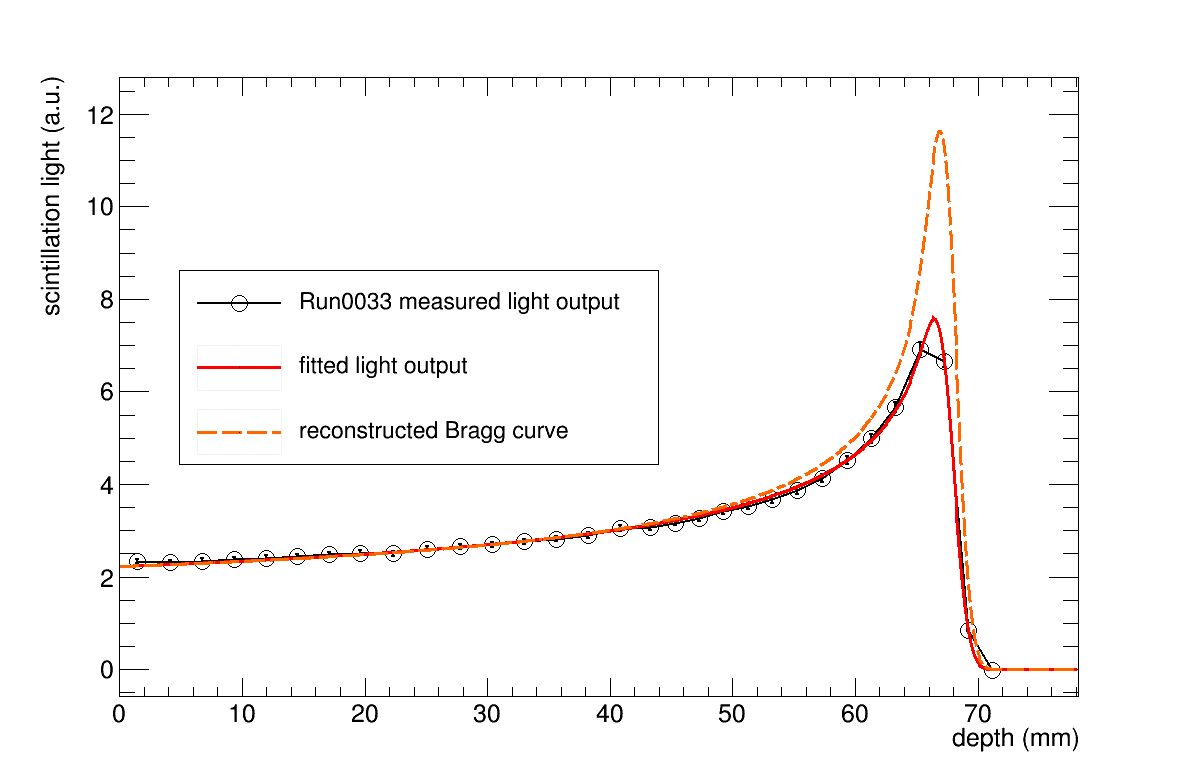 scintillation light (a.u.)
12
10
8
6
4
2
0
Run0033 measured light output
fitted light output
reconstructed Bragg curve
0 10 20 30 40 50 60 70
depth (mm)